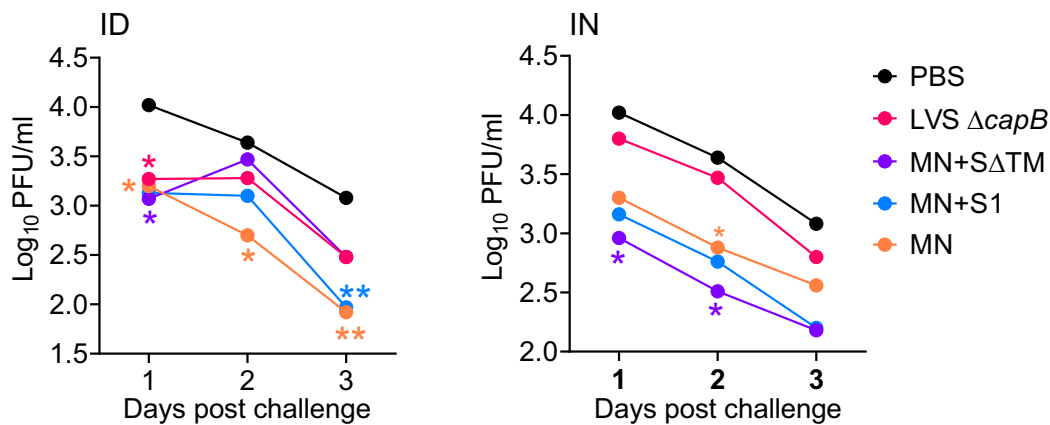 ID
Log10 PFU/ml
4.5
4.0
3.5
3.0
2.5
2.0
1.5
*
*
*
*
**
**
1 2 3
Days post challenge
IN
Log10 PFU/ml
4.5
4.0
3.5
3.0
2.5
2.0
*
*
*
1 2 3
Days post challenge
PBS
LVS ΔcapB
MN+SΔTM
MN+S1
MN